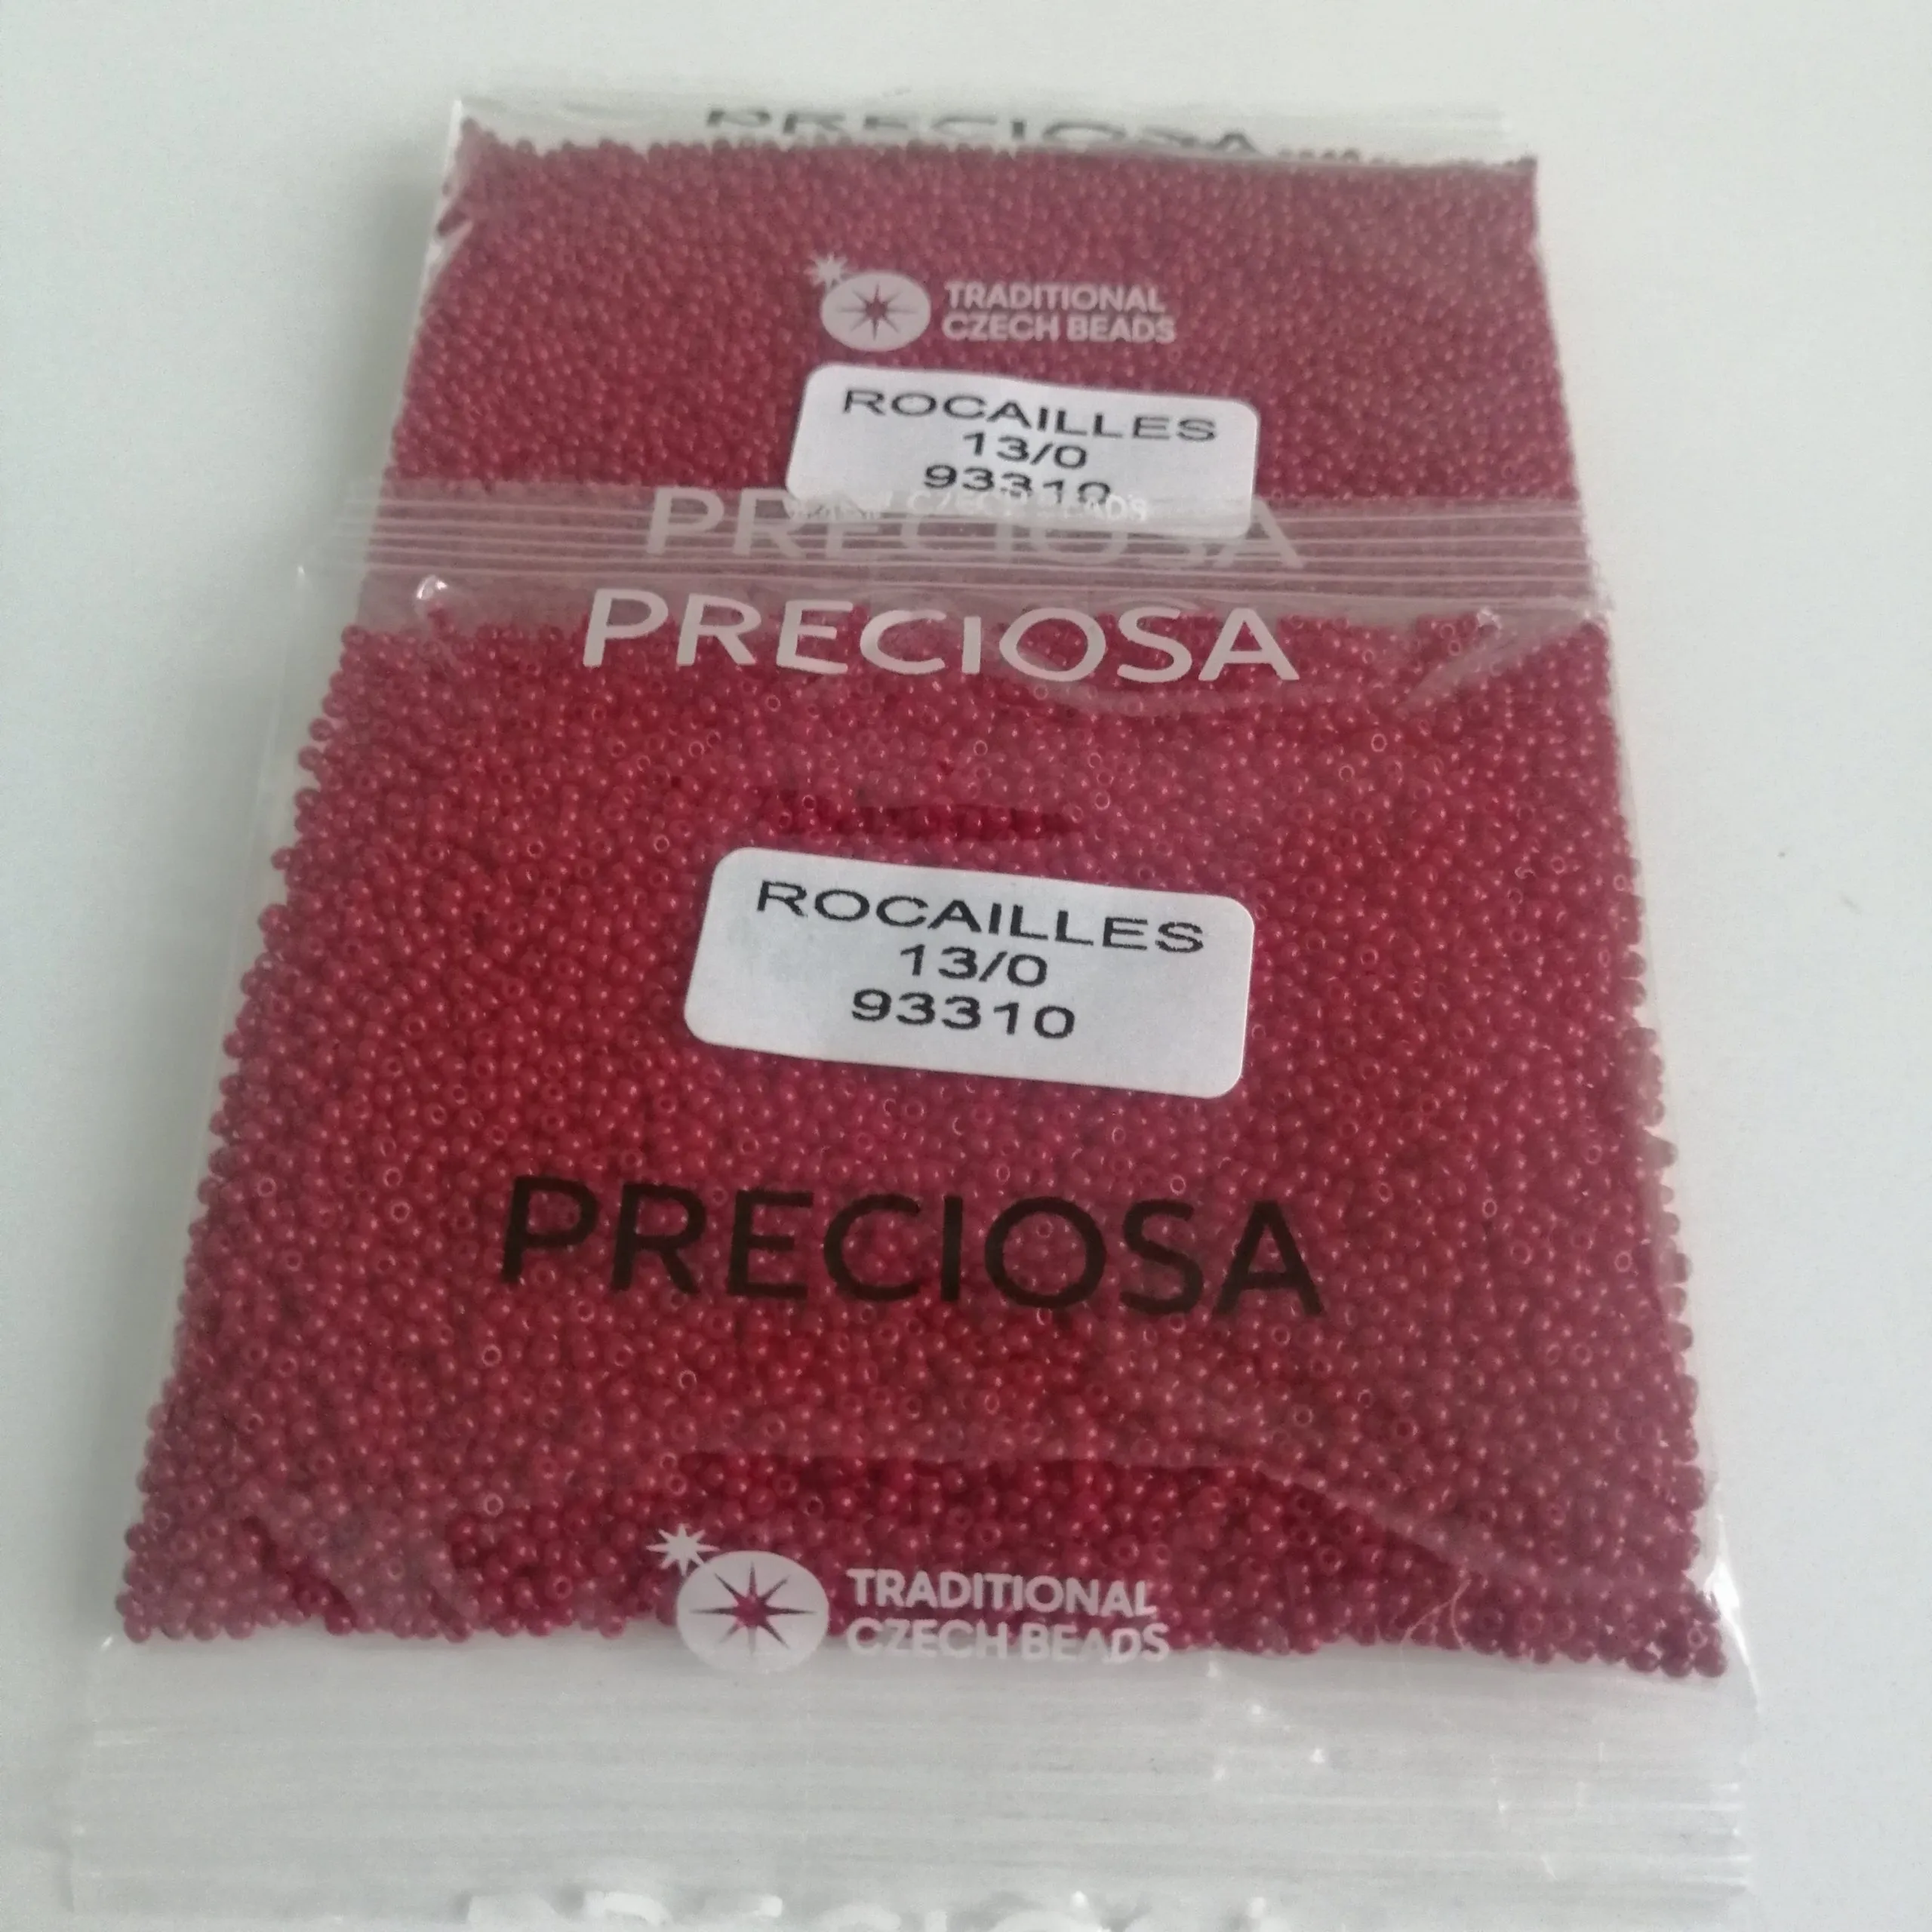 PRECIOSA
TRADITIONAL
CZECH BEADS
ROCAILLES
13/0
93310
PRECIOSA
PRECIOSA
ROCAILLES
13/0
93310
PRECIOSA
TRADITIONAL
CZECH BEADS